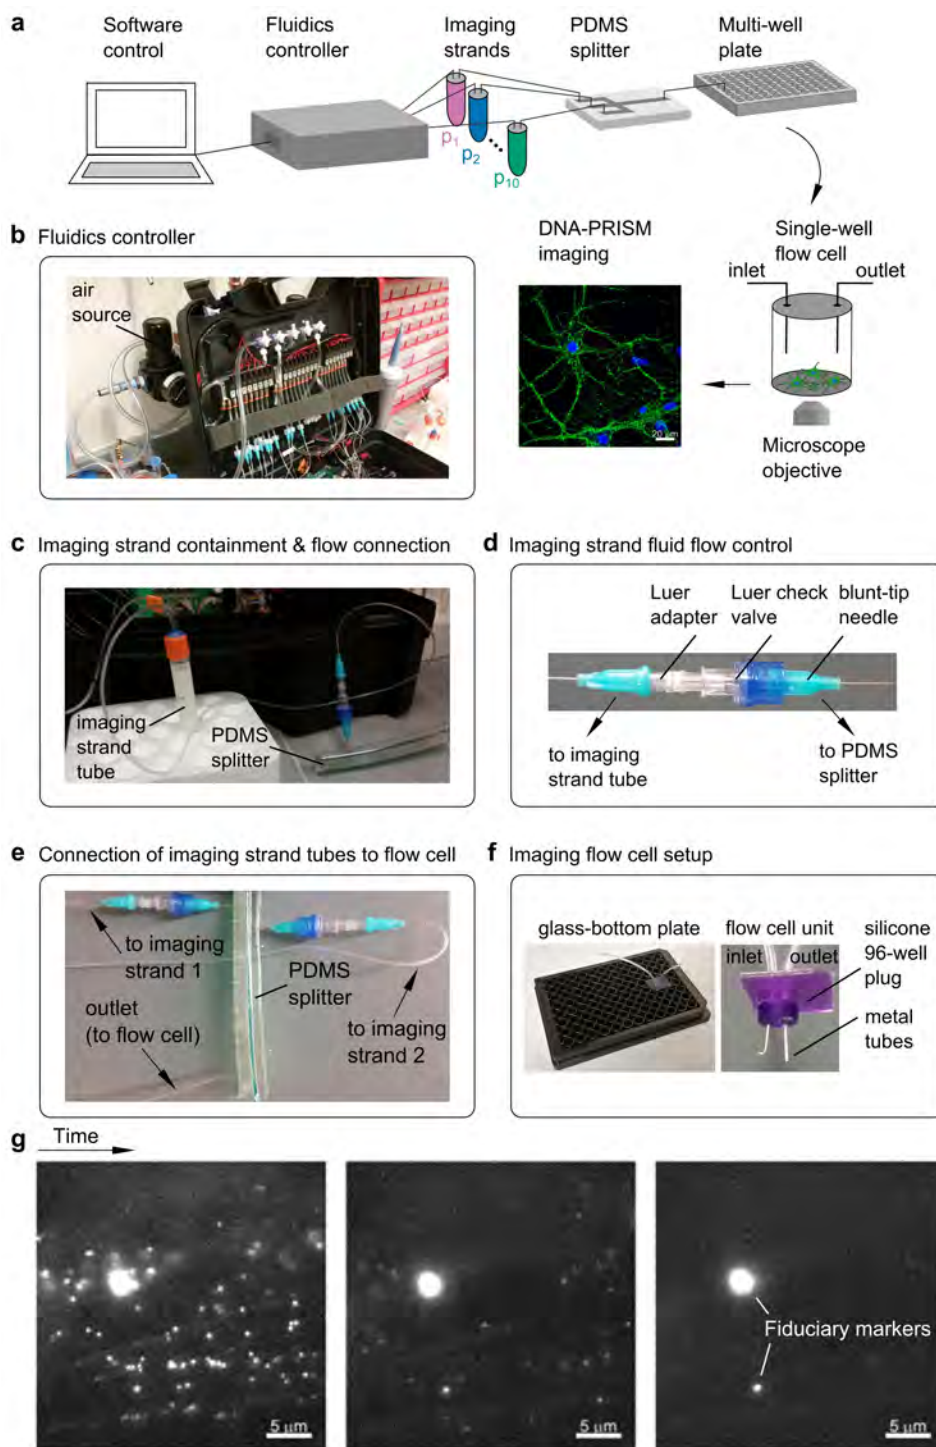 a
Software
control
Fluidics
controller
Imaging
strands
PDMS
splitter
Multi-well
plate
p1
p2
p10
b Fluidics controller
air
source
DNA-PRISM
imaging
20 µm
Single-well
flow cell
inlet
outlet
Microscope
objective
c Imaging strand containment & flow connection
imaging
strand
tube
PDMS
splitter
d Imaging strand fluid flow control
Luer
adapter
Luer check
valve
blunt-tip
needle
to imaging
strand tube
to PDMS
splitter
e Connection of imaging strand tubes to flow cell
to imaging
strand 1
PDMS
splitter
outlet
(to flow cell)
to imaging
strand 2
f Imaging flow cell setup
glass-bottom plate
flow cell unit
inlet
outlet
silicone
96-well
plug
metal
tubes
g
Time
5 µm
5 µm
Fiduciary markers
5 µm